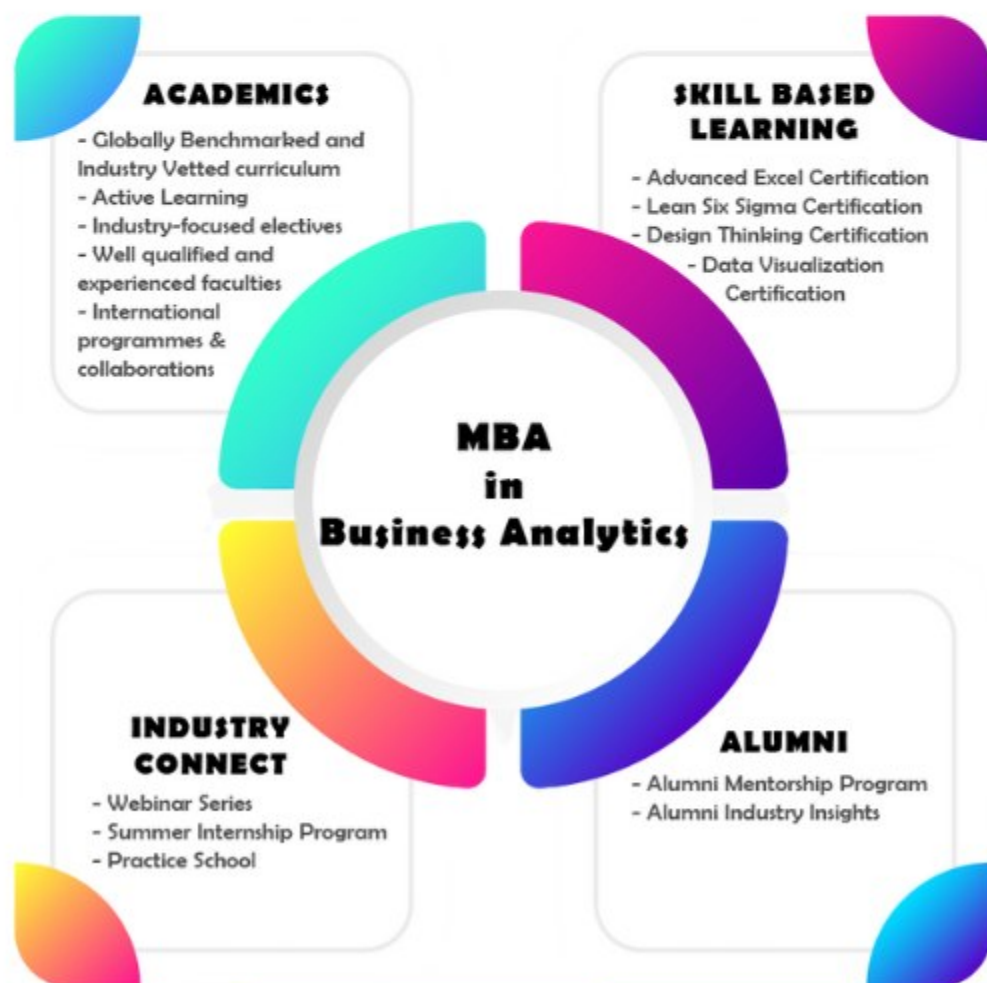 ACADEMICS
- Globally Benchmarked and
Industry Vetted curriculum
- Active Learning
- Industry-focused electives
- Well qualified and
experienced faculties
- International
programmes &
collaborations
SKILL BASED
LEARNING
- Advanced Excel Certification
- Lean Six Sigma Certification
- Design Thinking Certification
- Data Visualization
Certification
MBA
in
Business Analytics
INDUSTRY
CONNECT
- Webinar Series
- Summer Internship Program
- Practice School
ALUMNI
- Alumni Mentorship Program
- Alumni Industry Insights